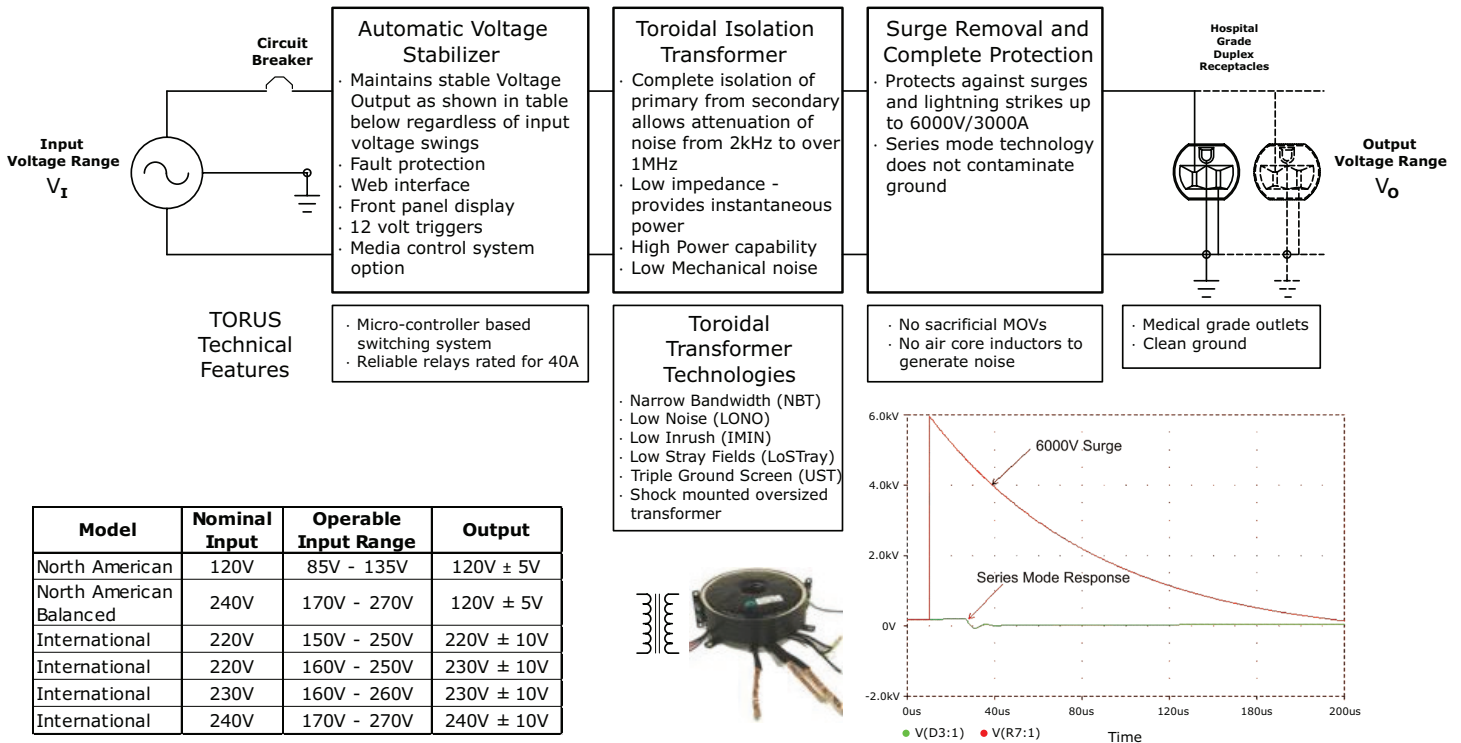 Circuit
Breaker
Input
Voltage Range
VI
Automatic Voltage
Stabilizer
· Maintains stable Voltage
Output as shown in table
below regardless of input
voltage swings
· Fault protection
· Web interface
· Front panel display
· 12 volt triggers
· Media control system
option
Toroidal Isolation
Transformer
· Complete isolation of
primary from secondary
allows attenuation of
noise from 2kHz to over
1MHz
· Low impedance -
provides instantaneous
power
· High Power capability
· Low Mechanical noise
Surge Removal and
Complete Protection
· Protects against surges
and lightning strikes up
to 6000V/3000A
· Series mode technology
does not contaminate
ground
Hospital
Grade
Duplex
Receptacles
Output
Voltage Range
VO
TORUS
Technical
Features
· Micro-controller based
switching system
· Reliable relays rated for 40A
Toroidal
Transformer
Technologies
· Narrow Bandwidth (NBT)
· Low Noise (LONO)
· Low Inrush (IMIN)
· Low Stray Fields (LoSTray)
· Triple Ground Screen (UST)
· Shock mounted oversized
transformer
· No sacrificial MOVs
· No air core inductors to
generate noise
· Medical grade outlets
· Clean ground
Model Nominal Input Operable Input Range Output
North American 120V 85V - 135V 120V ± 5V
North American Balanced 240V 170V - 270V 120V ± 5V
International 220V 150V - 250V 220V ± 10V
International 220V 160V - 250V 230V ± 10V
International 230V 160V - 260V 230V ± 10V
International 240V 170V - 270V 240V ± 10V
6.0kV
6000V Surge
4.0kV
2.0kV
Series Mode Response
0V
-2.0kV
0us 40us 80us 120us 180us 200us
V(D3:1) V(R7:1) Time